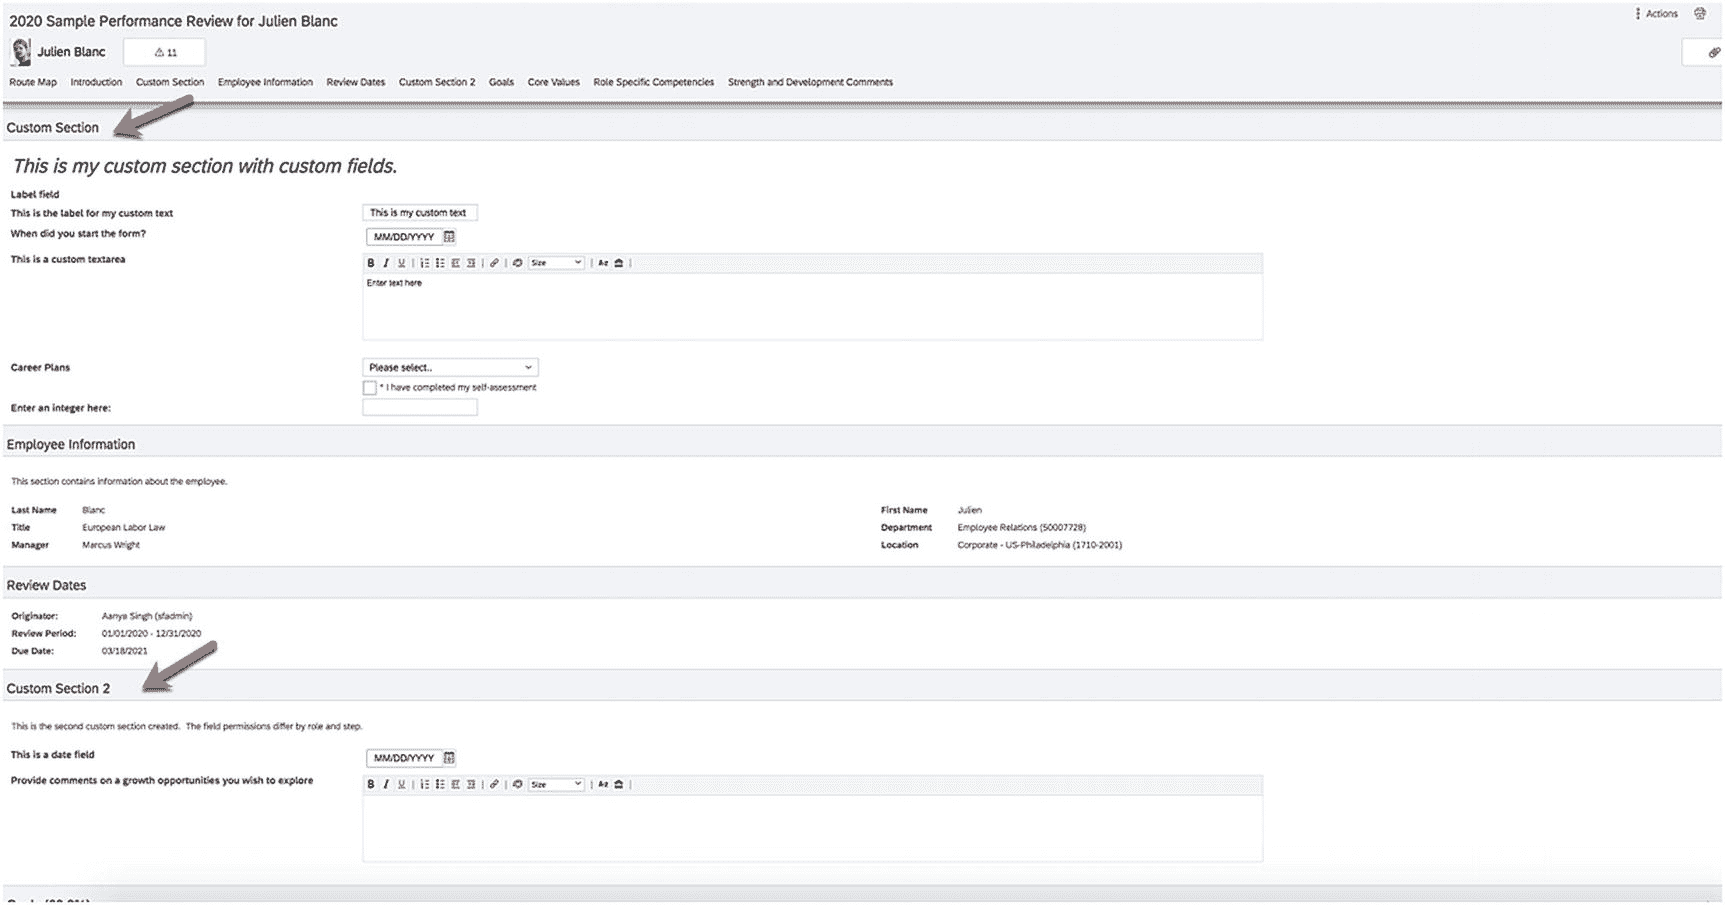 2020 Sample Performance Review for Julien Blanc
Actions
Julien Blanc
11
Route Map Introduction Custom Section Employee Information Review Dates Custom Section 2 Goals Core Values Role Specific Competencies Strength and Development Comments
Custom Section
This is my custom section with custom fields.
Label field
This is the label for my custom text This is my custom text
When did you start the form? MM/DD/YYYY
This is a custom textarea
B I U Size
Enter text here
Career Plans Please select..
* I have completed my self-assessment
Enter an integer here:
Employee Information
This section contains information about the employee.
Last Name Blanc First Name Julien
Title European Labor Law Department Employee Relations (50007728)
Manager Marcus Wright Location Corporate - US-Philadelphia (1710-2001)
Review Dates
Originator: Aanya Singh (sfadmin)
Review Period: 01/01/2020 - 12/31/2020
Due Date: 03/18/2021
Custom Section 2
This is the second custom section created. The field permissions differ by role and step.
This is a date field MM/DD/YYYY
Provide comments on a growth opportunities you wish to explore
B I U Size